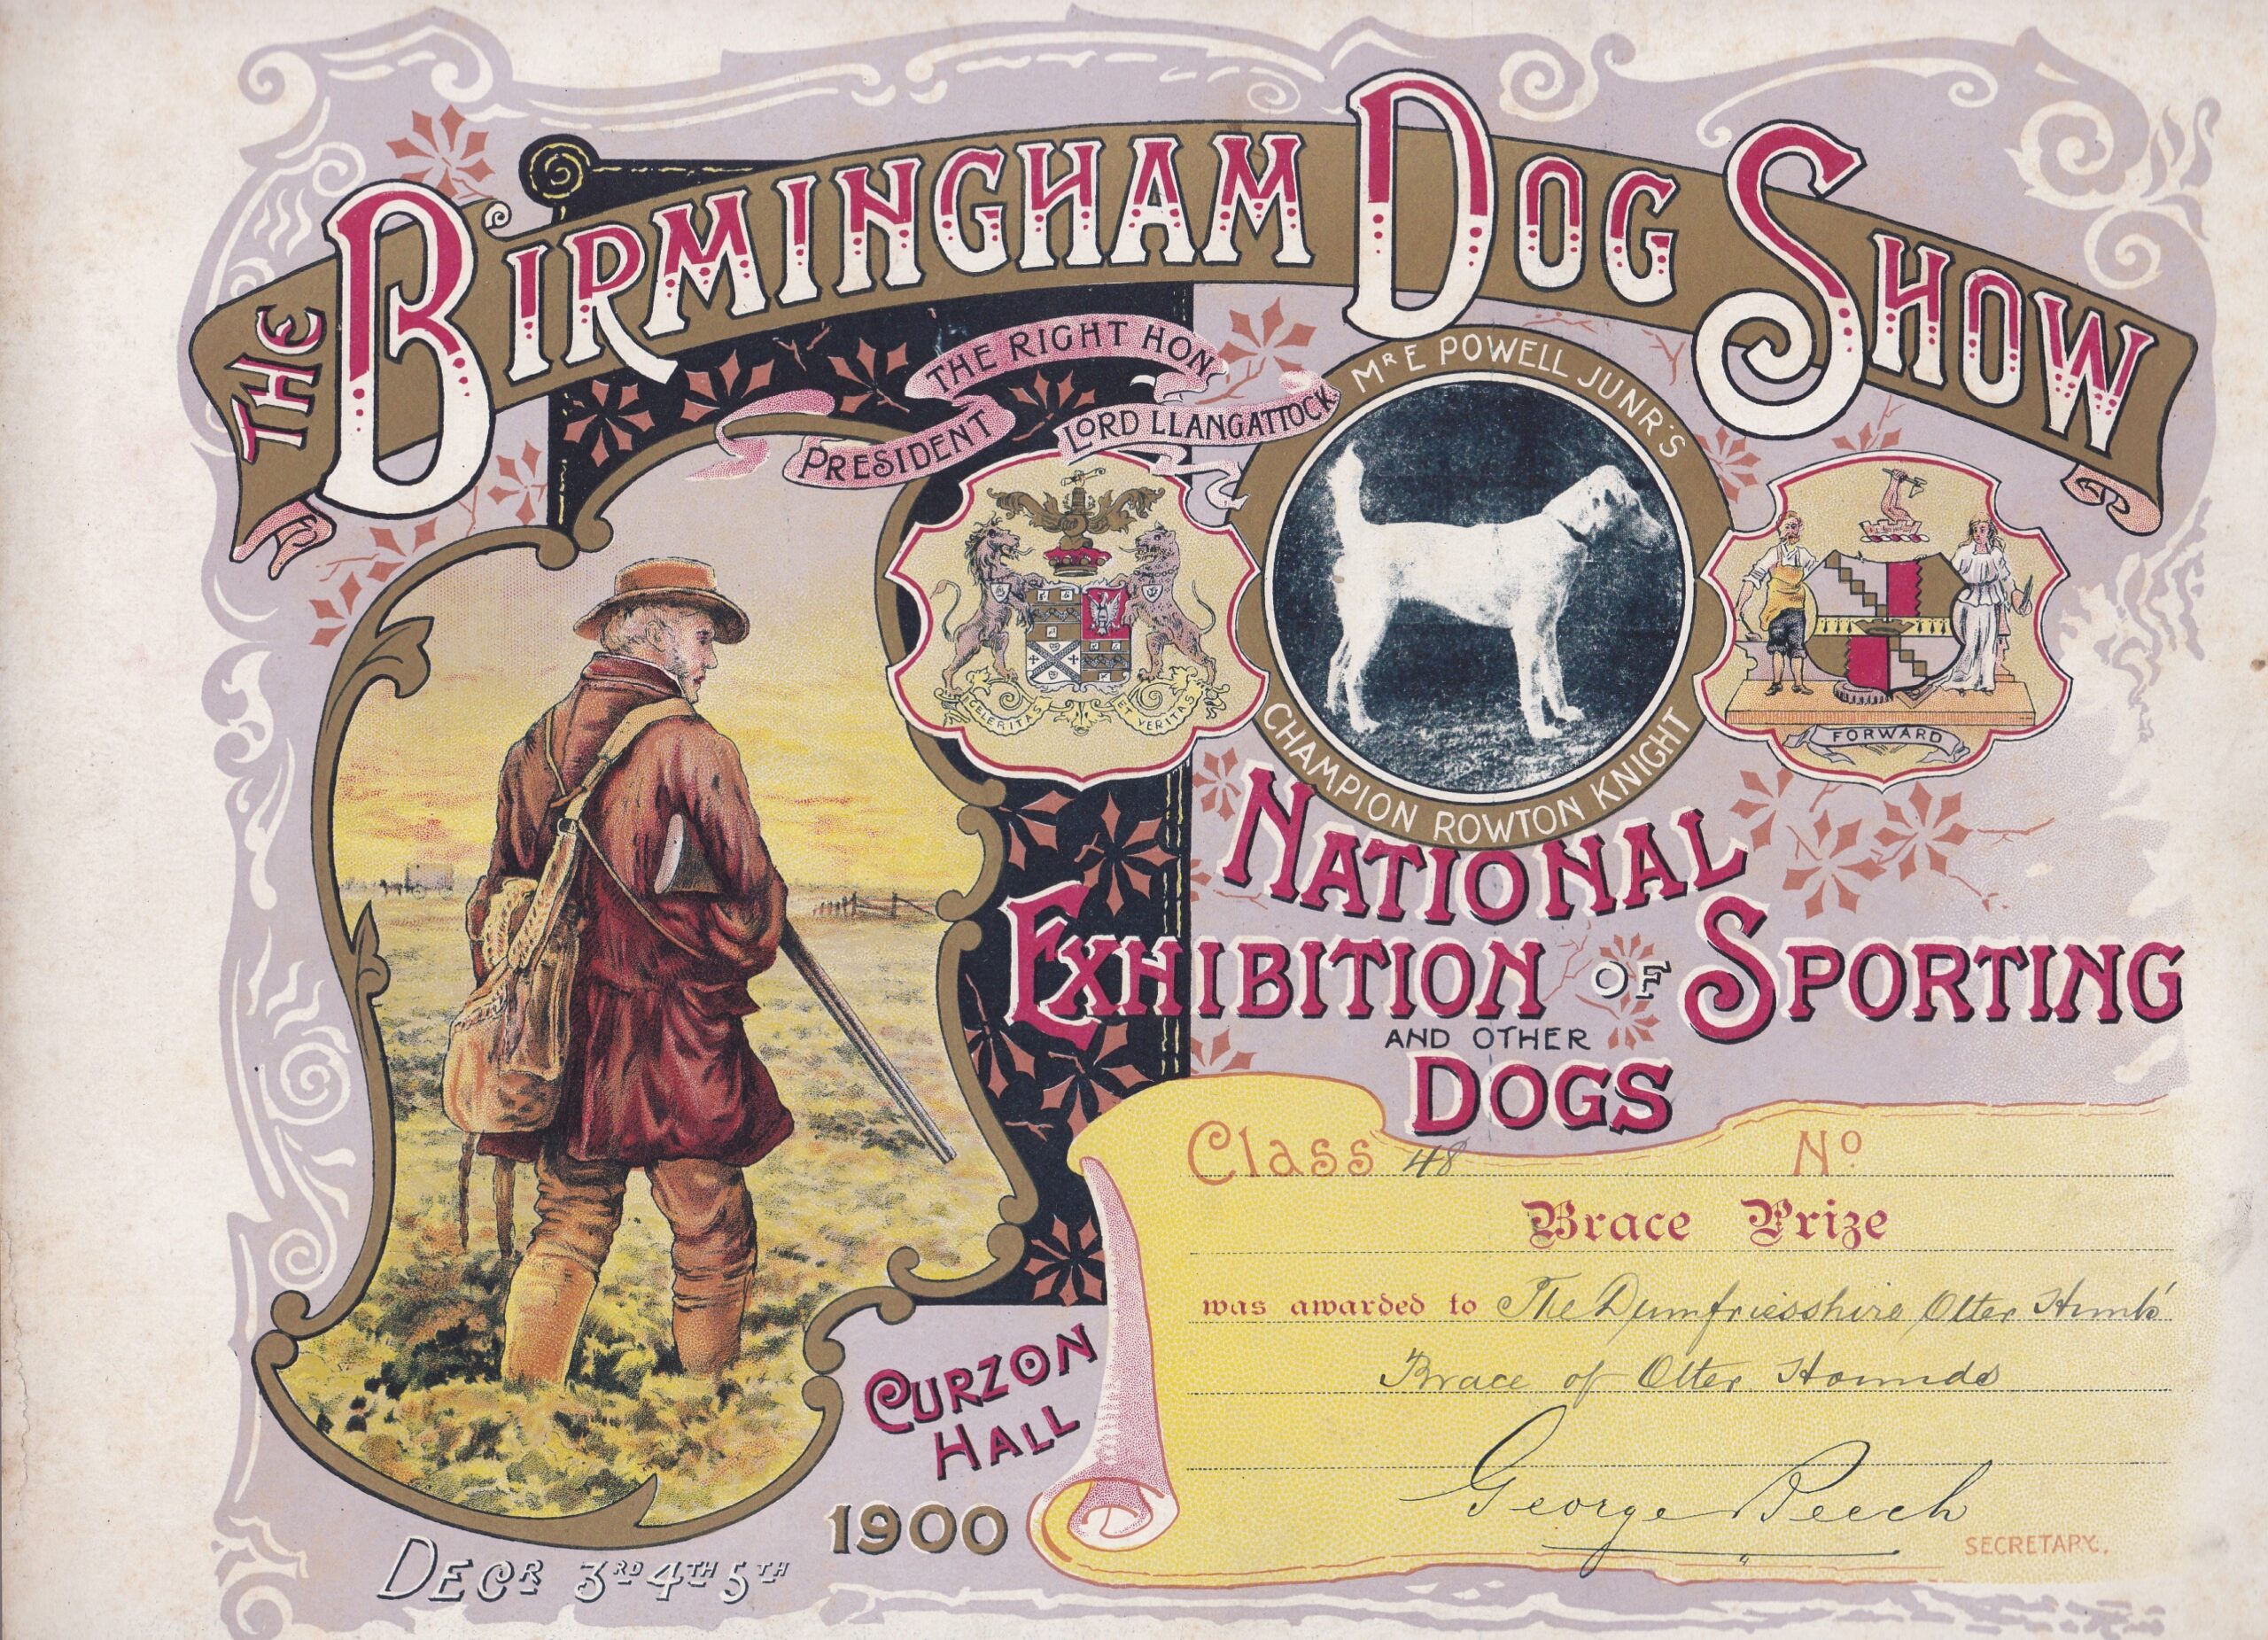 THE BIRMINGHAM DOG SHOW
PRESIDENT
THE RIGHT HON
LORD LLANGATTOCK
MR E POWELL JUNR'S
CHAMPION ROWTON KNIGHT
CELERITAS ET VERITAS
FORWARD
NATIONAL
EXHIBITION OF SPORTING
AND OTHER
DOGS
Class 48 No
Brace Prize
was awarded to The Dumfriesshire Otter Hunts'
Brace of Otter Hounds
George Beech
SECRETARY.
CURZON
HALL
1900
DECR 3RD 4TH 5TH